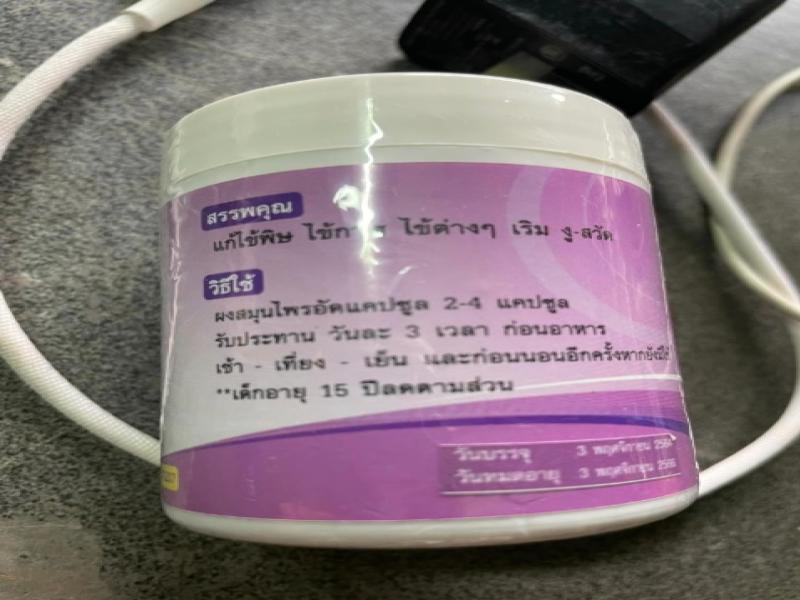 สรรพคุณ
แก้ไข้พิษ ไข้กาฬ ไข้ต่างๆ เริม งู-สวัด
วิธีใช้
ผงสมุนไพรอัดแคปซูล 2-4 แคปซูล
รับประทาน วันละ 3 เวลา ก่อนอาหาร
เช้า - เที่ยง - เย็น และก่อนนอนอีกครั้งหากยังมีไข้
**เด็กอายุ 15 ปีลดตามส่วน
วันบรรจุ 3 พฤศจิกายน 2564
วันหมดอายุ 3 พฤศจิกายน 2566